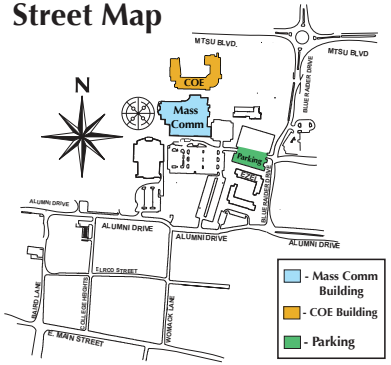 Street Map
MTSU BLVD.
MTSU BLVD
BLUE RAIDER DRIVE
COE
N
Mass
Comm
Parking
EZELL
BLUE RAIDER DRIVE
ALUMNI DRIVE
ALUMNI DRIVE
ALUMNI DRIVE
ALUMNI DRIVE
ELROD STREET
BAIRD LANE
COLLEGE HEIGHTS
WOMACK LANE
E. MAIN STREET
- Mass Comm
Building
- COE Building
- Parking